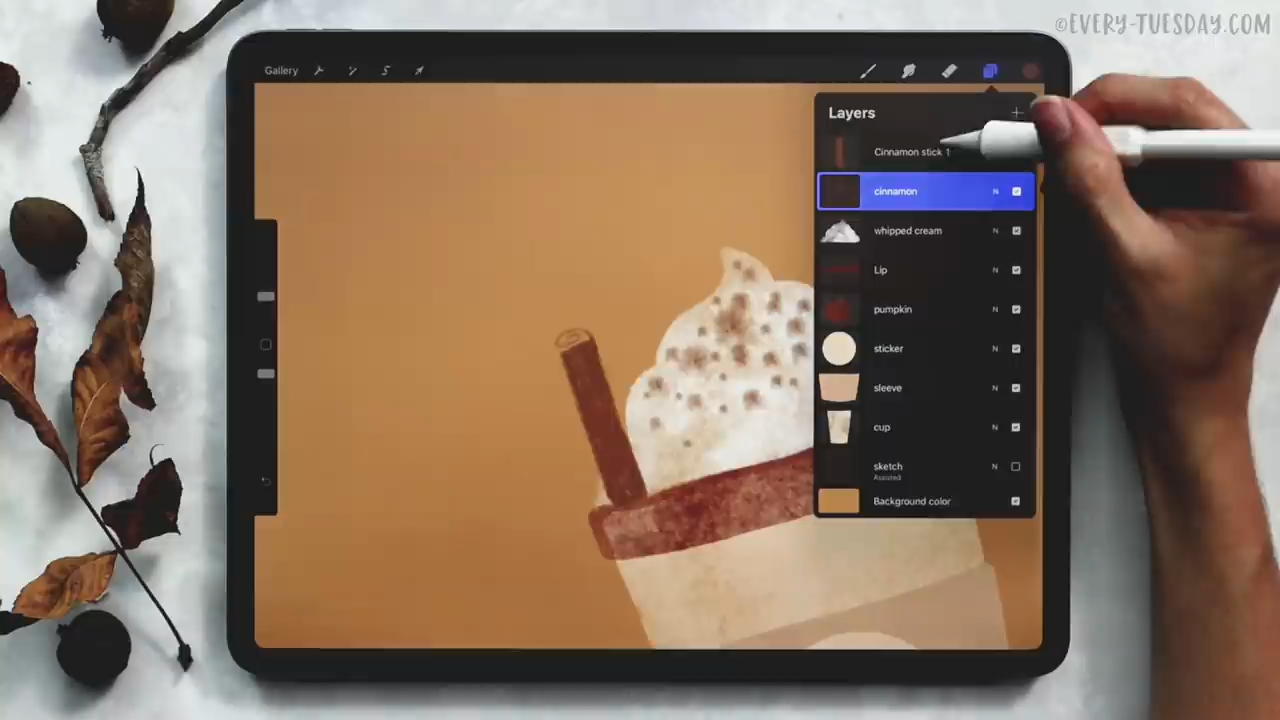 ©EVERY-TUESDAY.COM
Gallery
Layers
Cinnamon stick 1
cinnamon N
whipped cream N
Lip N
pumpkin N
sticker N
sleeve N
cup N
sketch N
Assisted
Background color